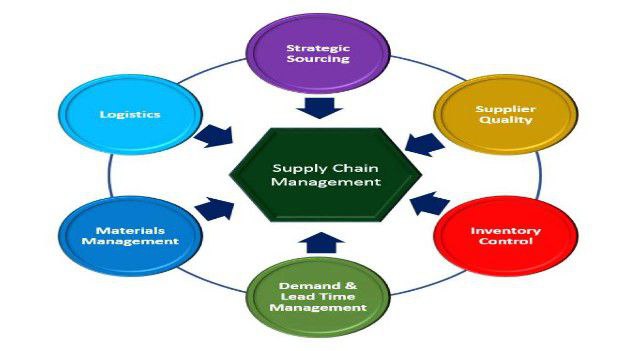 Strategic
Sourcing
Logistics
Supplier
Quality
Supply Chain
Management
Materials
Management
Inventory
Control
Demand &
Lead Time
Management